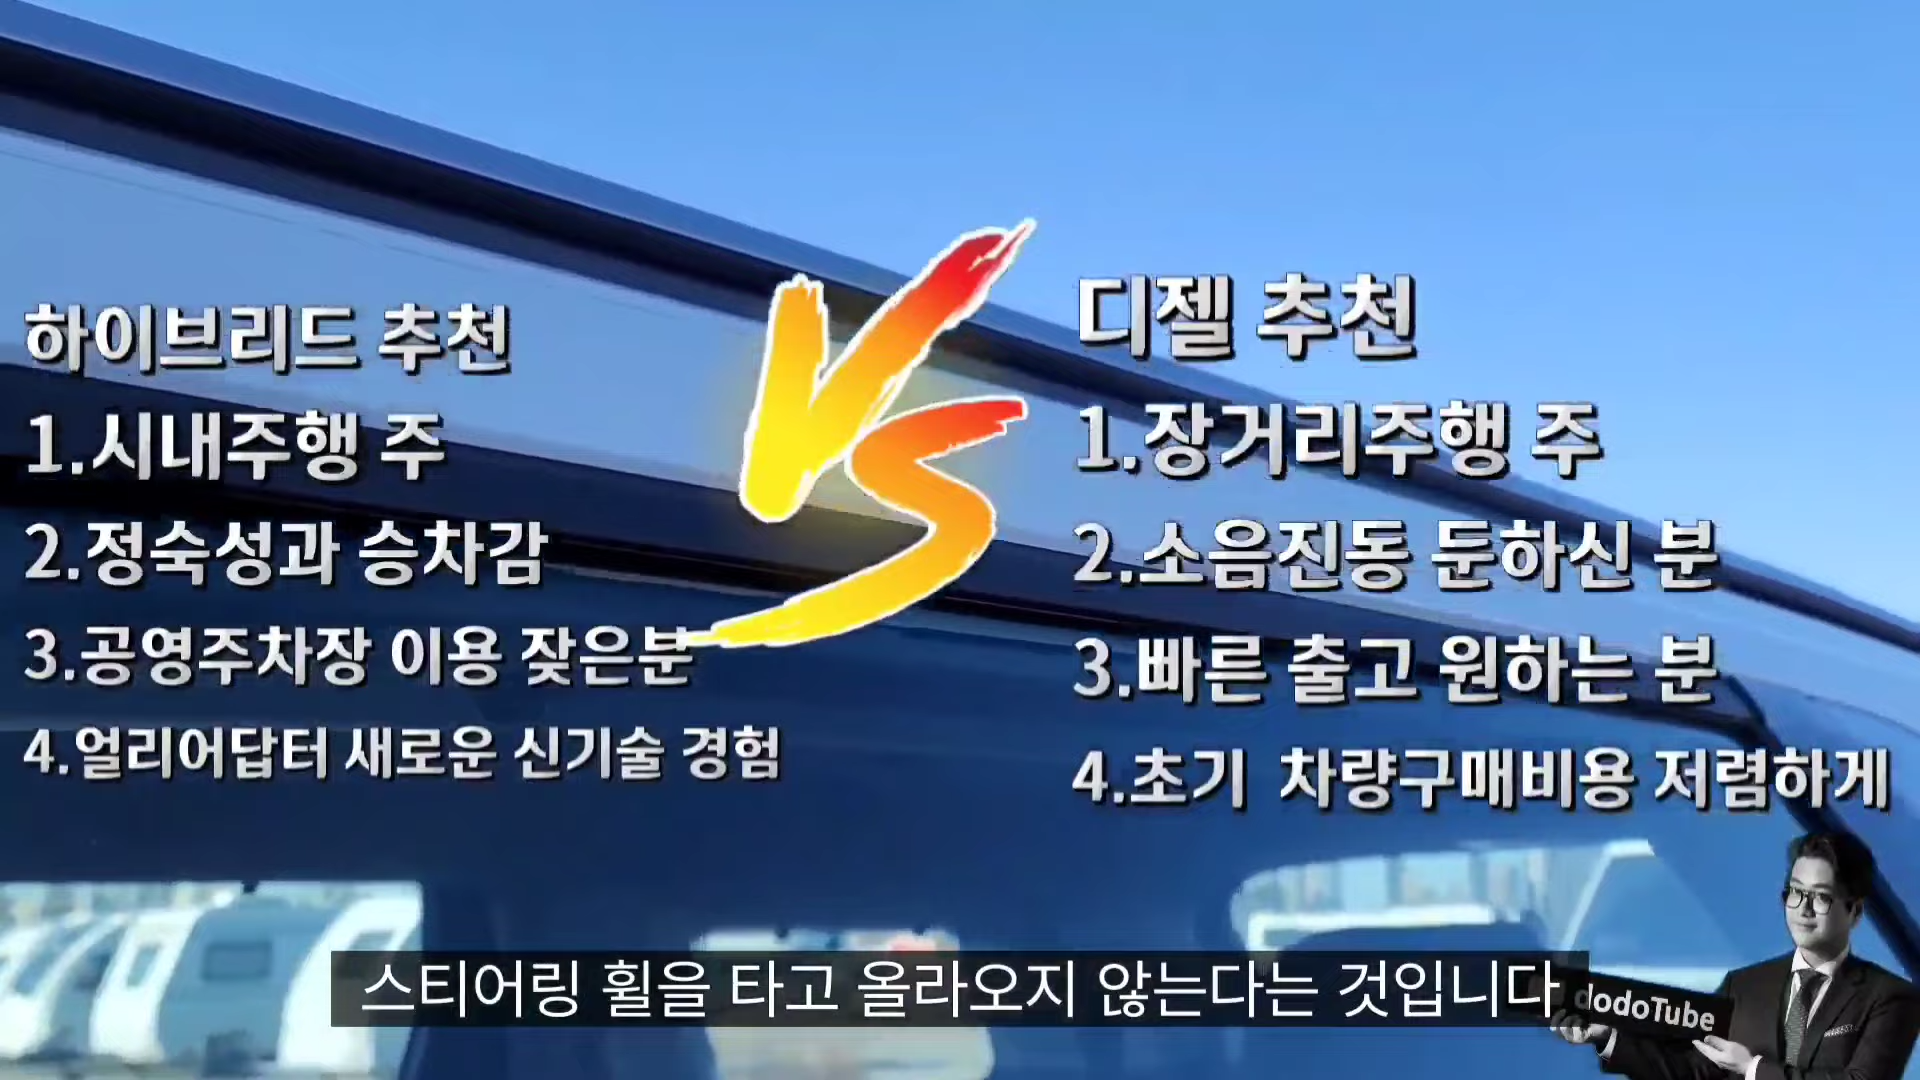 하이브리드 추천
1.시내주행 주
2.정숙성과 승차감
3.공영주차장 이용 잦은분
4.얼리어답터 새로운 신기술 경험
VS
디젤 추천
1.장거리주행 주
2.소음진동 둔하신 분
3.빠른 출고 원하는 분
4.초기 차량구매비용 저렴하게
스티어링 휠을 타고 올라오지 않는다는 것입니다
dodoTube